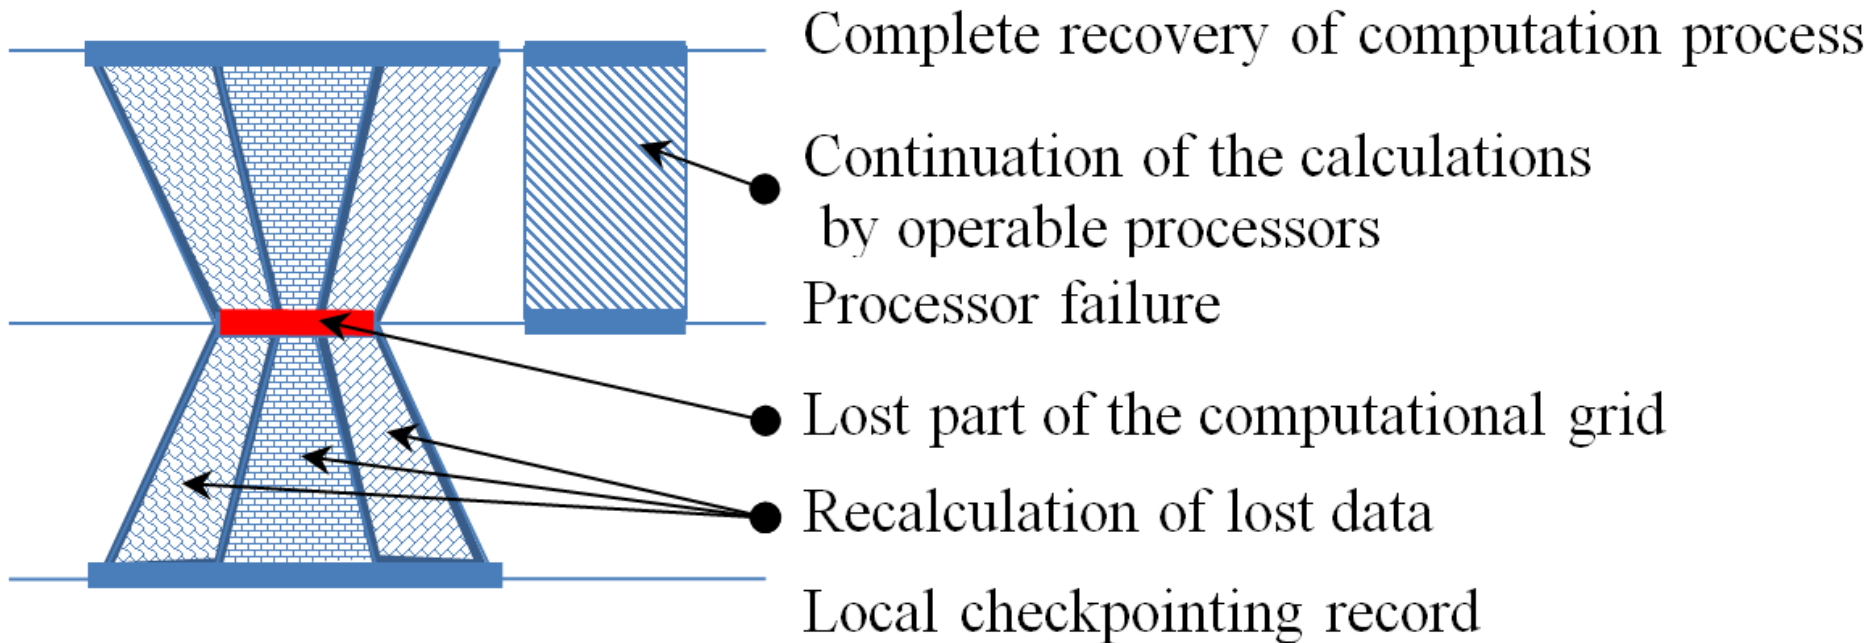 Complete recovery of computation process
Continuation of the calculations
by operable processors
Processor failure
Lost part of the computational grid
Recalculation of lost data
Local checkpointing record